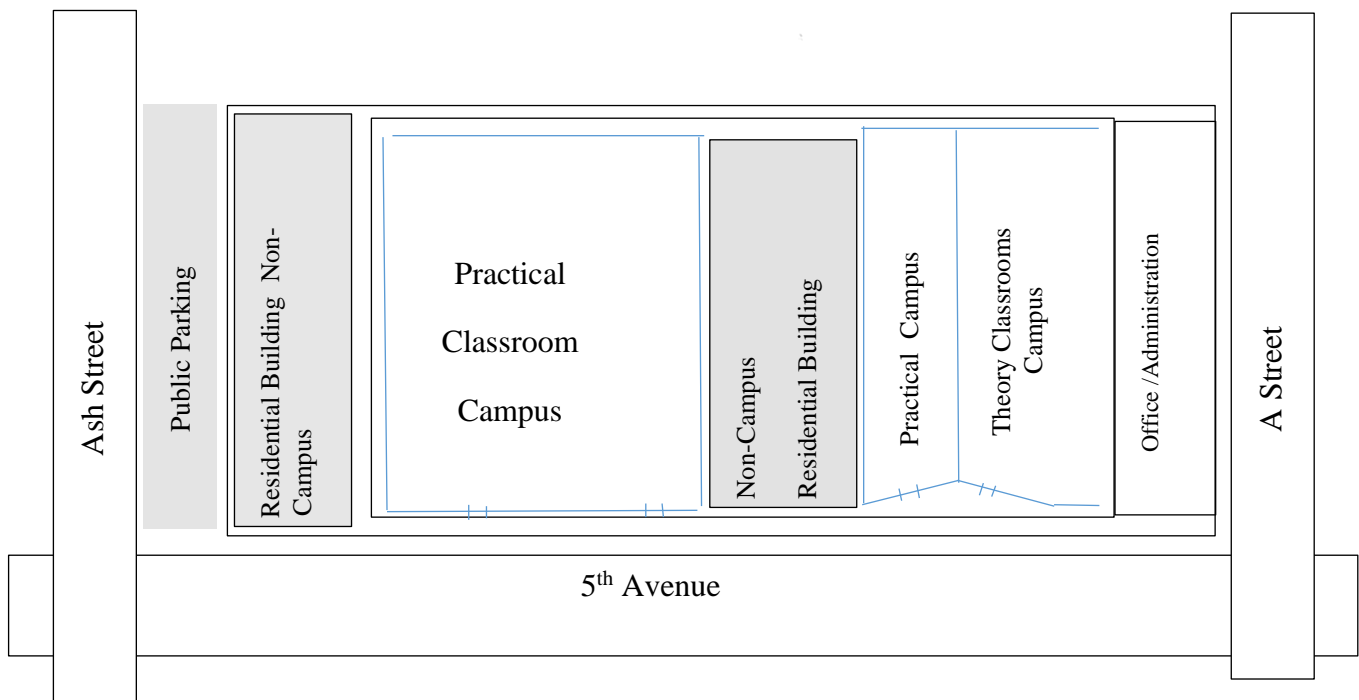 Ash Street
Public Parking
Residential Building Non-
Campus
Practical
Classroom
Campus
Non-Campus
Residential Building
Practical Campus
Theory Classrooms
Campus
Office /Administration
A Street
5th Avenue